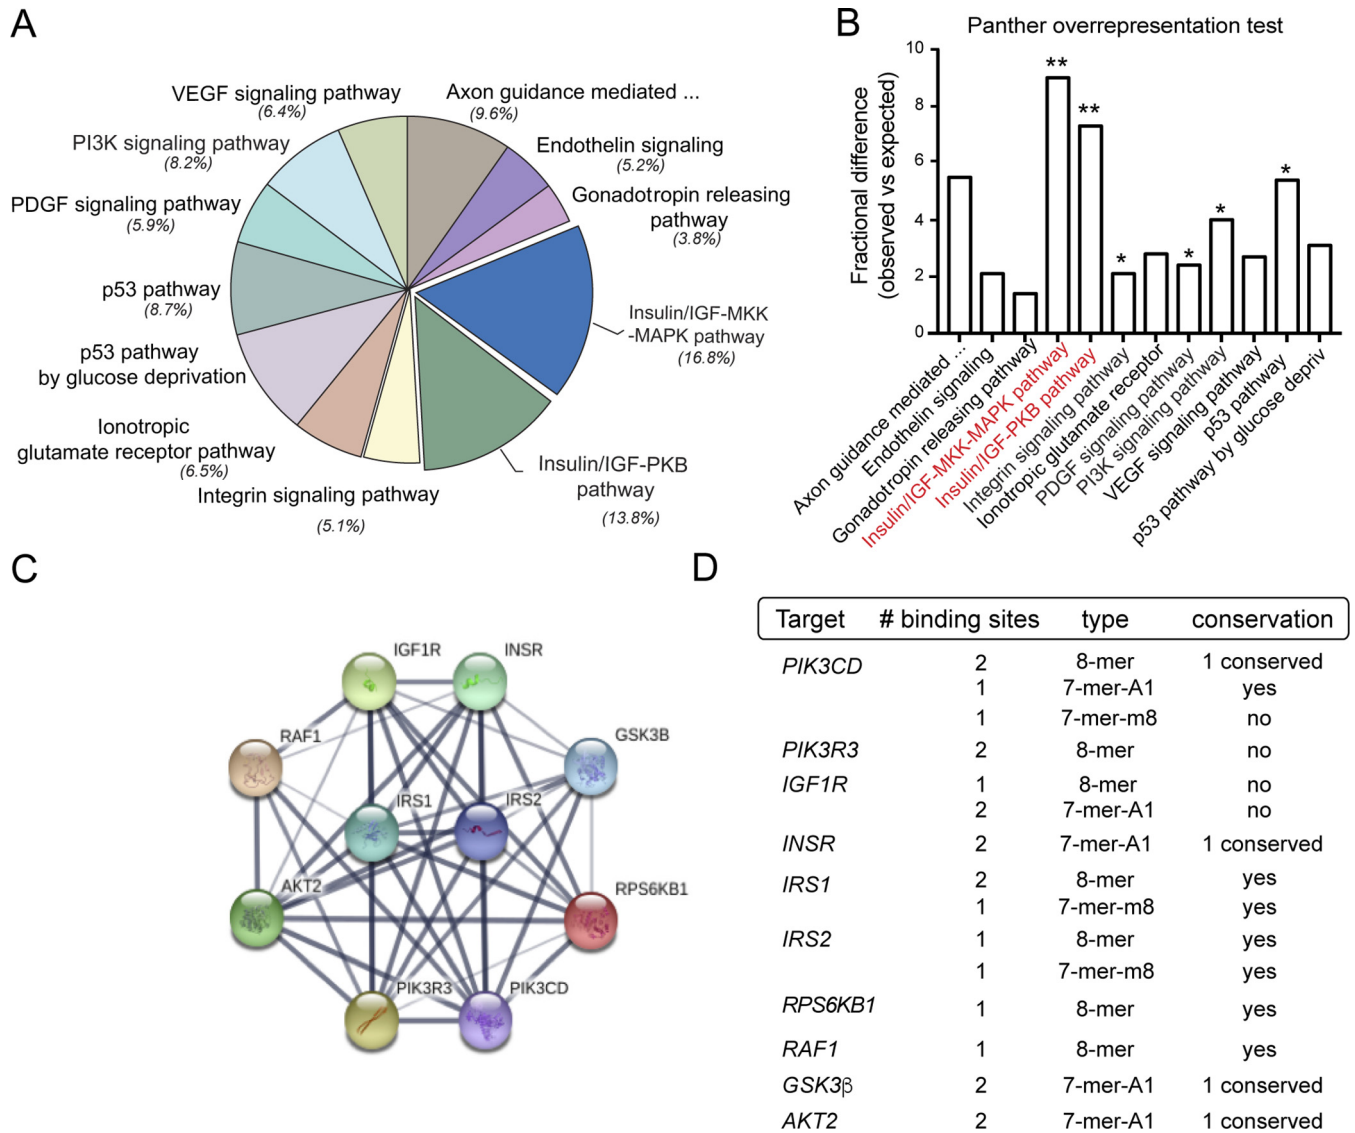 A
VEGF signaling pathway
(6.4%)
Axon guidance mediated ...
(9.6%)
PI3K signaling pathway
(8.2%)
Endothelin signaling
(5.2%)
PDGF signaling pathway
(5.9%)
Gonadotropin releasing
pathway
(3.8%)
p53 pathway
(8.7%)
Insulin/IGF-MKK
-MAPK pathway
(16.8%)
p53 pathway
by glucose deprivation
Ionotropic
glutamate receptor pathway
(6.5%)
Insulin/IGF-PKB
pathway
(13.8%)
Integrin signaling pathway
(5.1%)
B
Panther overrepresentation test
Fractional difference
(observed vs expected)
10
8
6
4
2
0
**
**
*
*
*
*
Axon guidance mediated ...
Endothelin signaling
Gonadotropin releasing pathway
Insulin/IGF-MKK-MAPK pathway
Insulin/IGF-PKB pathway
Integrin signaling pathway
Ionotropic glutamate receptor
PDGF signaling pathway
PI3K signaling pathway
VEGF signaling pathway
p53 pathway
p53 pathway by glucose depriv
C
IGF1R
INSR
RAF1
GSK3B
IRS1
IRS2
AKT2
RPS6KB1
PIK3R3
PIK3CD
D
Target # binding sites type conservation
PIK3CD 2 8-mer 1 conserved
1 7-mer-A1 yes
1 7-mer-m8 no
PIK3R3 2 8-mer no
IGF1R 1 8-mer no
2 7-mer-A1 no
INSR 2 7-mer-A1 1 conserved
IRS1 2 8-mer yes
1 7-mer-m8 yes
IRS2 1 8-mer yes
1 7-mer-m8 yes
RPS6KB1 1 8-mer yes
RAF1 1 8-mer yes
GSK3β 2 7-mer-A1 1 conserved
AKT2 2 7-mer-A1 1 conserved